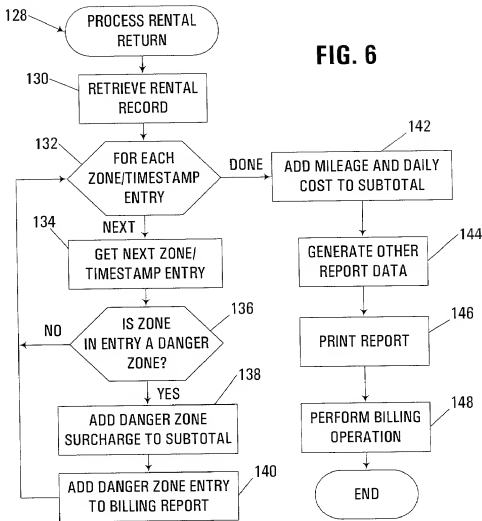 128
PROCESS RENTAL
RETURN
FIG. 6
130
RETRIEVE RENTAL
RECORD
132
FOR EACH
ZONE/TIMESTAMP
ENTRY
DONE
142
ADD MILEAGE AND DAILY
COST TO SUBTOTAL
NEXT
134
GET NEXT ZONE/
TIMESTAMP ENTRY
144
GENERATE OTHER
REPORT DATA
136
IS ZONE
IN ENTRY A DANGER
ZONE?
NO
YES
146
PRINT REPORT
138
ADD DANGER ZONE
SURCHARGE TO SUBTOTAL
148
PERFORM BILLING
OPERATION
140
ADD DANGER ZONE ENTRY
TO BILLING REPORT
END